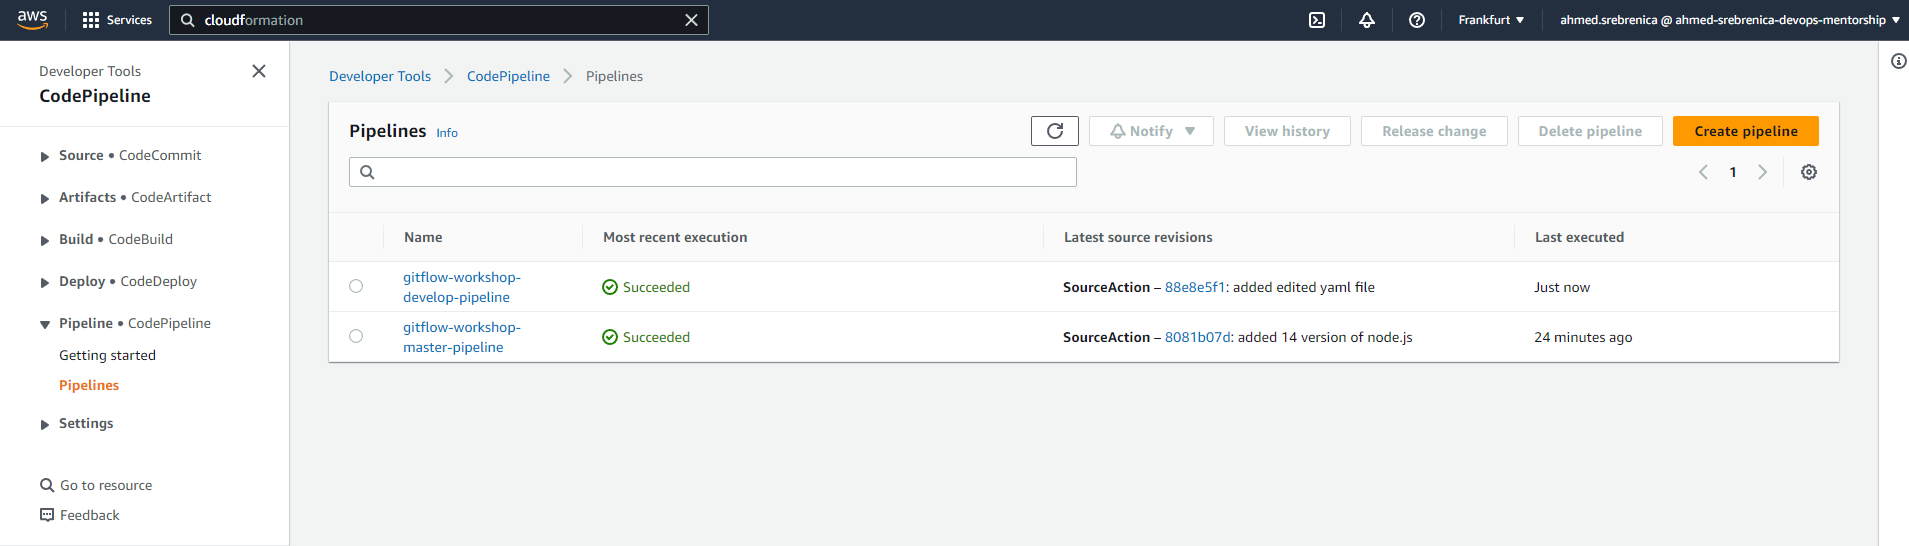 aws
Services
cloudformation
Frankfurt
ahmed.srebrenica @ ahmed-srebrenica-devops-mentorship
Developer Tools
CodePipeline
Source • CodeCommit
Artifacts • CodeArtifact
Build • CodeBuild
Deploy • CodeDeploy
Pipeline • CodePipeline
Getting started
Pipelines
Settings
Go to resource
Feedback
Developer Tools
CodePipeline
Pipelines
Pipelines Info
Notify
View history
Release change
Delete pipeline
Create pipeline
1
Name
Most recent execution
Latest source revisions
Last executed
gitflow-workshop-
develop-pipeline
Succeeded
SourceAction – 88e8e5f1: added edited yaml file
Just now
gitflow-workshop-
master-pipeline
Succeeded
SourceAction – 8081b07d: added 14 version of node.js
24 minutes ago